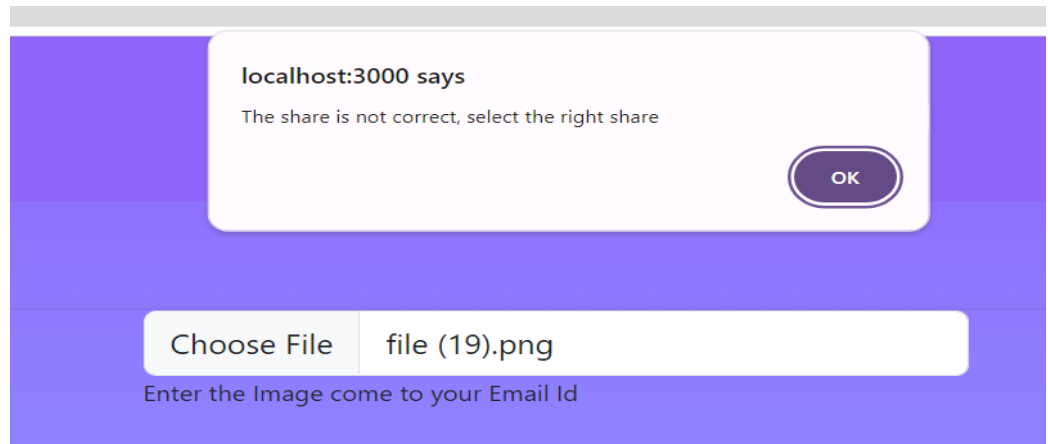 localhost:3000 says
The share is not correct, select the right share
OK
Choose File file (19).png
Enter the Image come to your Email Id